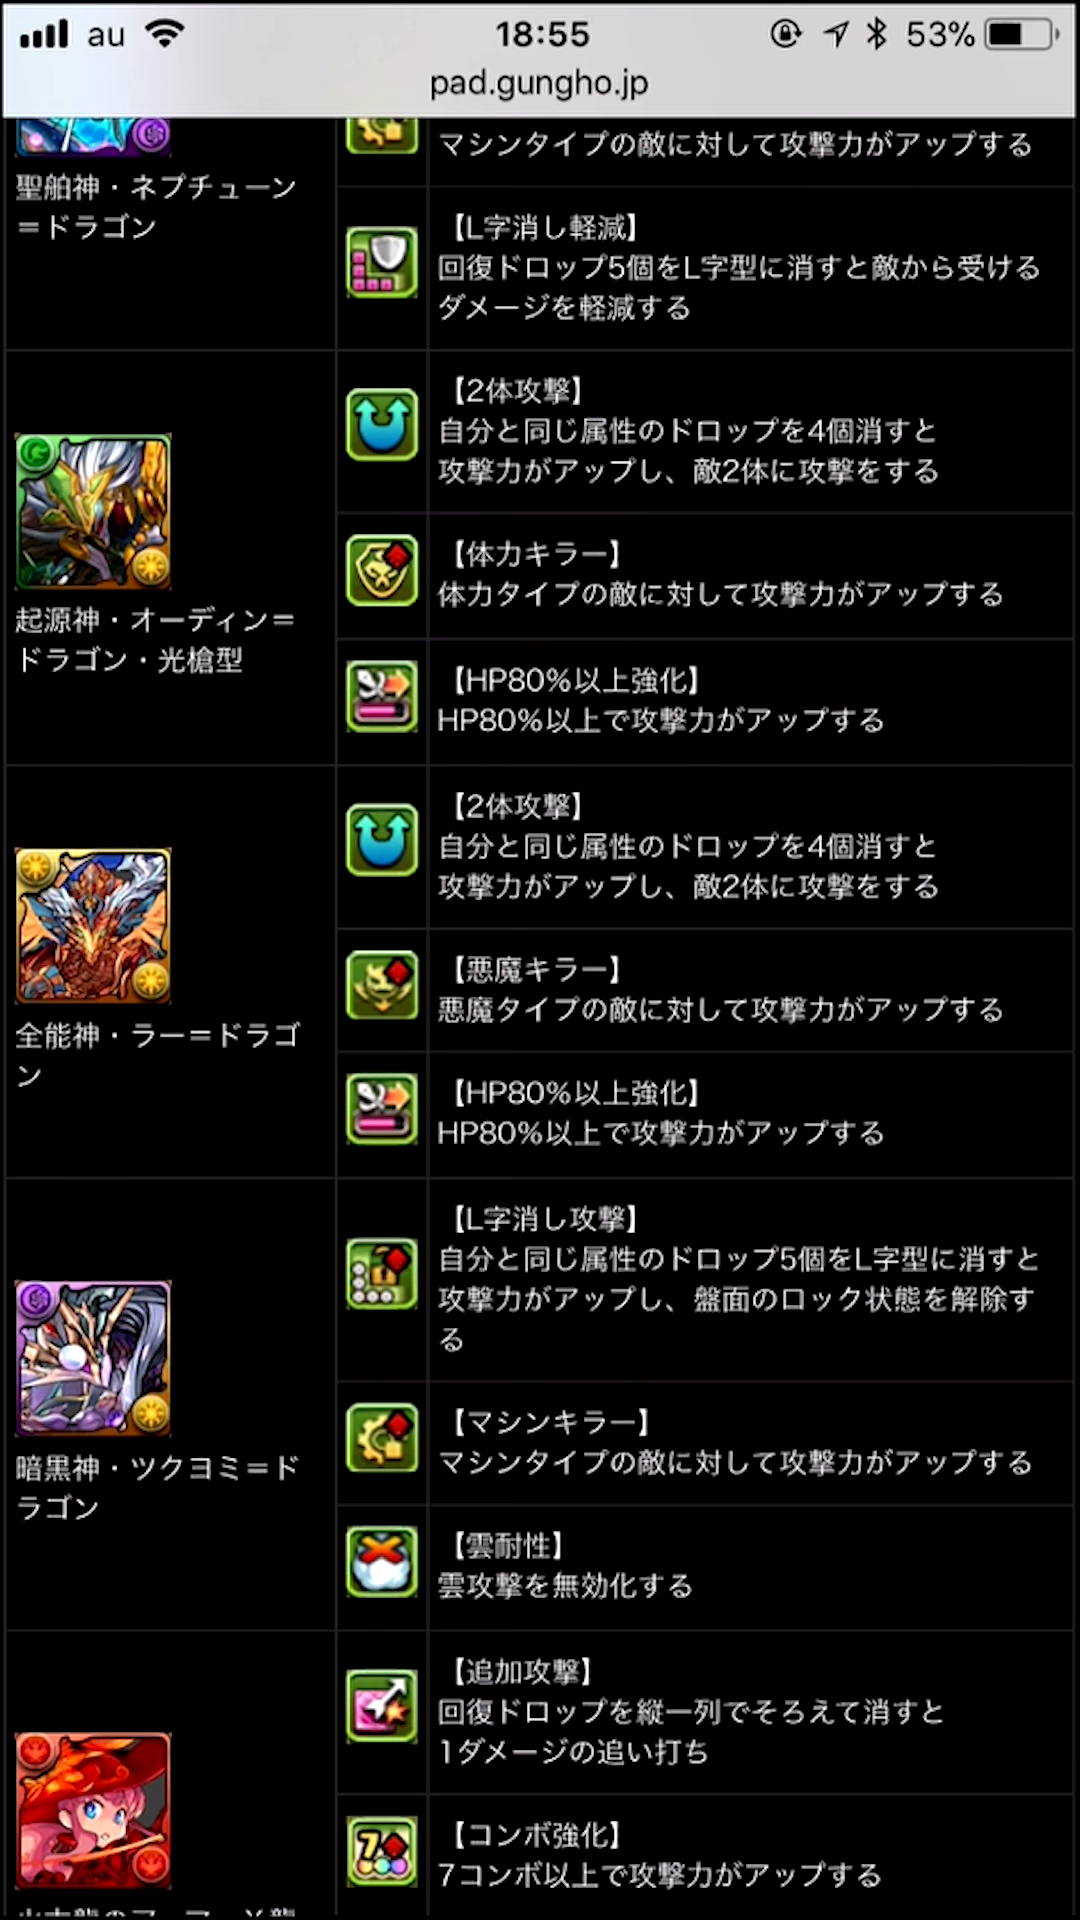 au
18:55
53%
pad.gungho.jp
マシンタイプの敵に対して攻撃力がアップする
聖舶神・ネプチューン
＝ドラゴン
【L字消し軽減】
回復ドロップ5個をL字型に消すと敵から受ける
ダメージを軽減する
【2体攻撃】
自分と同じ属性のドロップを4個消すと
攻撃力がアップし、敵2体に攻撃をする
起源神・オーディン＝
ドラゴン・光槍型
【体力キラー】
体力タイプの敵に対して攻撃力がアップする
【HP80%以上強化】
HP80%以上で攻撃力がアップする
【2体攻撃】
自分と同じ属性のドロップを4個消すと
攻撃力がアップし、敵2体に攻撃をする
全能神・ラー＝ドラゴ
ン
【悪魔キラー】
悪魔タイプの敵に対して攻撃力がアップする
【HP80%以上強化】
HP80%以上で攻撃力がアップする
【L字消し攻撃】
自分と同じ属性のドロップ5個をL字型に消すと
攻撃力がアップし、盤面のロック状態を解除す
る
暗黒神・ツクヨミ＝ド
ラゴン
【マシンキラー】
マシンタイプの敵に対して攻撃力がアップする
【雲耐性】
雲攻撃を無効化する
【追加攻撃】
回復ドロップを縦一列でそろえて消すと
1ダメージの追い打ち
7
【コンボ強化】
7コンボ以上で攻撃力がアップする